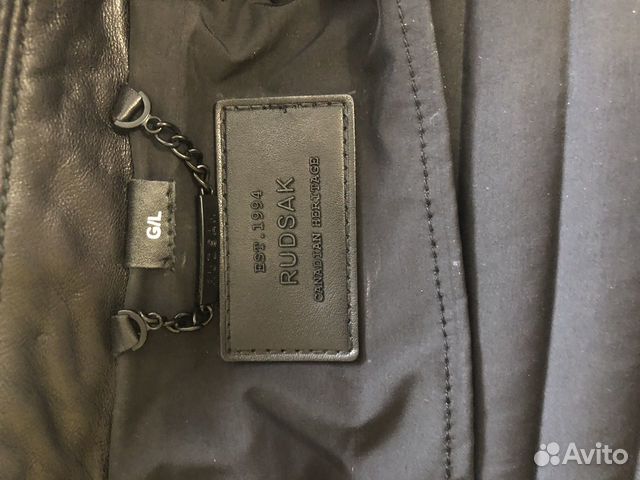 G/L
EST.1994
RUDSAK
CANADIAN HERITAGE
Avito